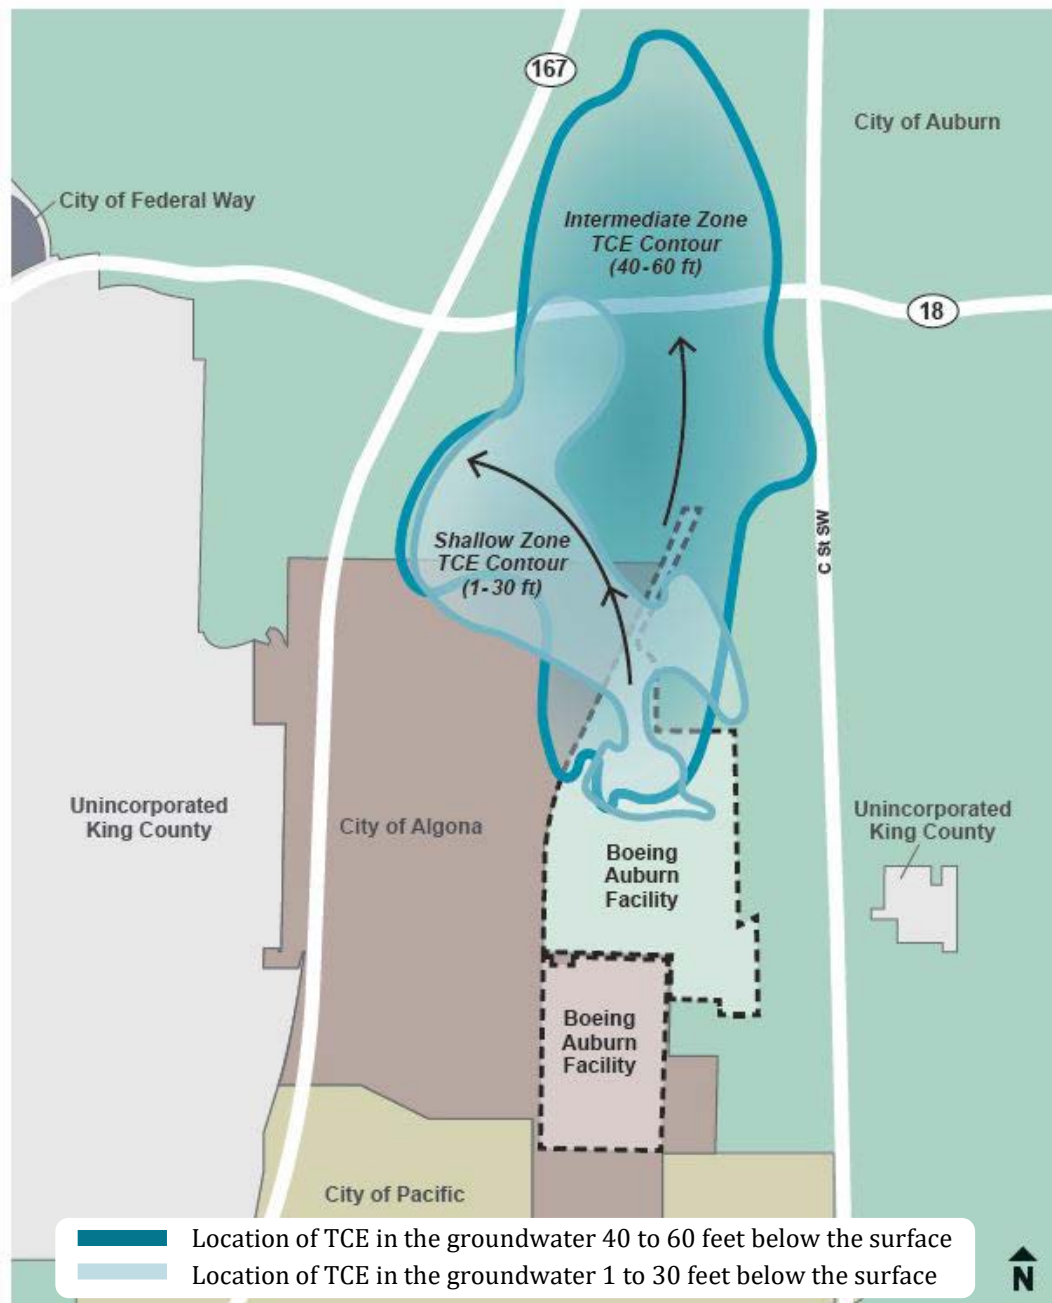 167
City of Auburn
City of Federal Way
Intermediate Zone
TCE Contour
(40-60 ft)
18
Shallow Zone
TCE Contour
(1-30 ft)
C St SW
Unincorporated
King County
City of Algona
Unincorporated
King County
Boeing
Auburn
Facility
Boeing
Auburn
Facility
City of Pacific
Location of TCE in the groundwater 40 to 60 feet below the surface
Location of TCE in the groundwater 1 to 30 feet below the surface
N